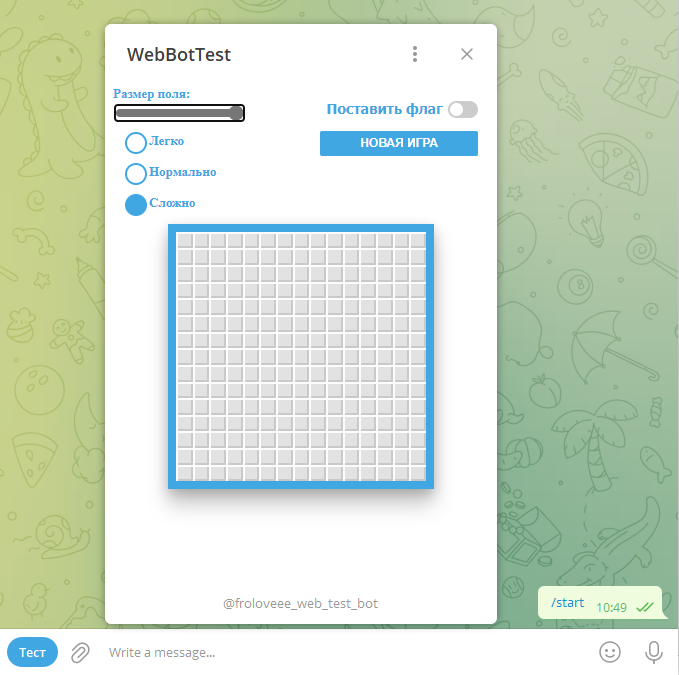 WebBotTest
Размер поля:
Поставить флаг
Легко
НОВАЯ ИГРА
Нормально
Сложно
@froloveee_web_test_bot
/start 10:49
Тест
Write a message...